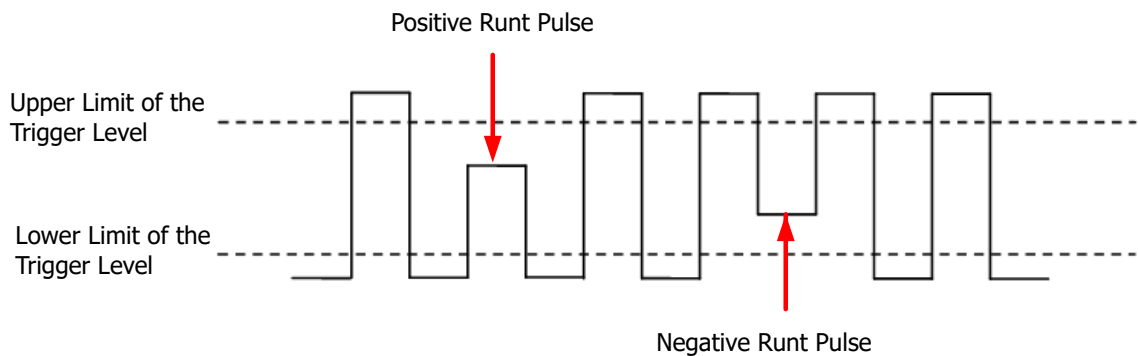 Positive Runt Pulse
Upper Limit of the
Trigger Level
Lower Limit of the
Trigger Level
Negative Runt Pulse